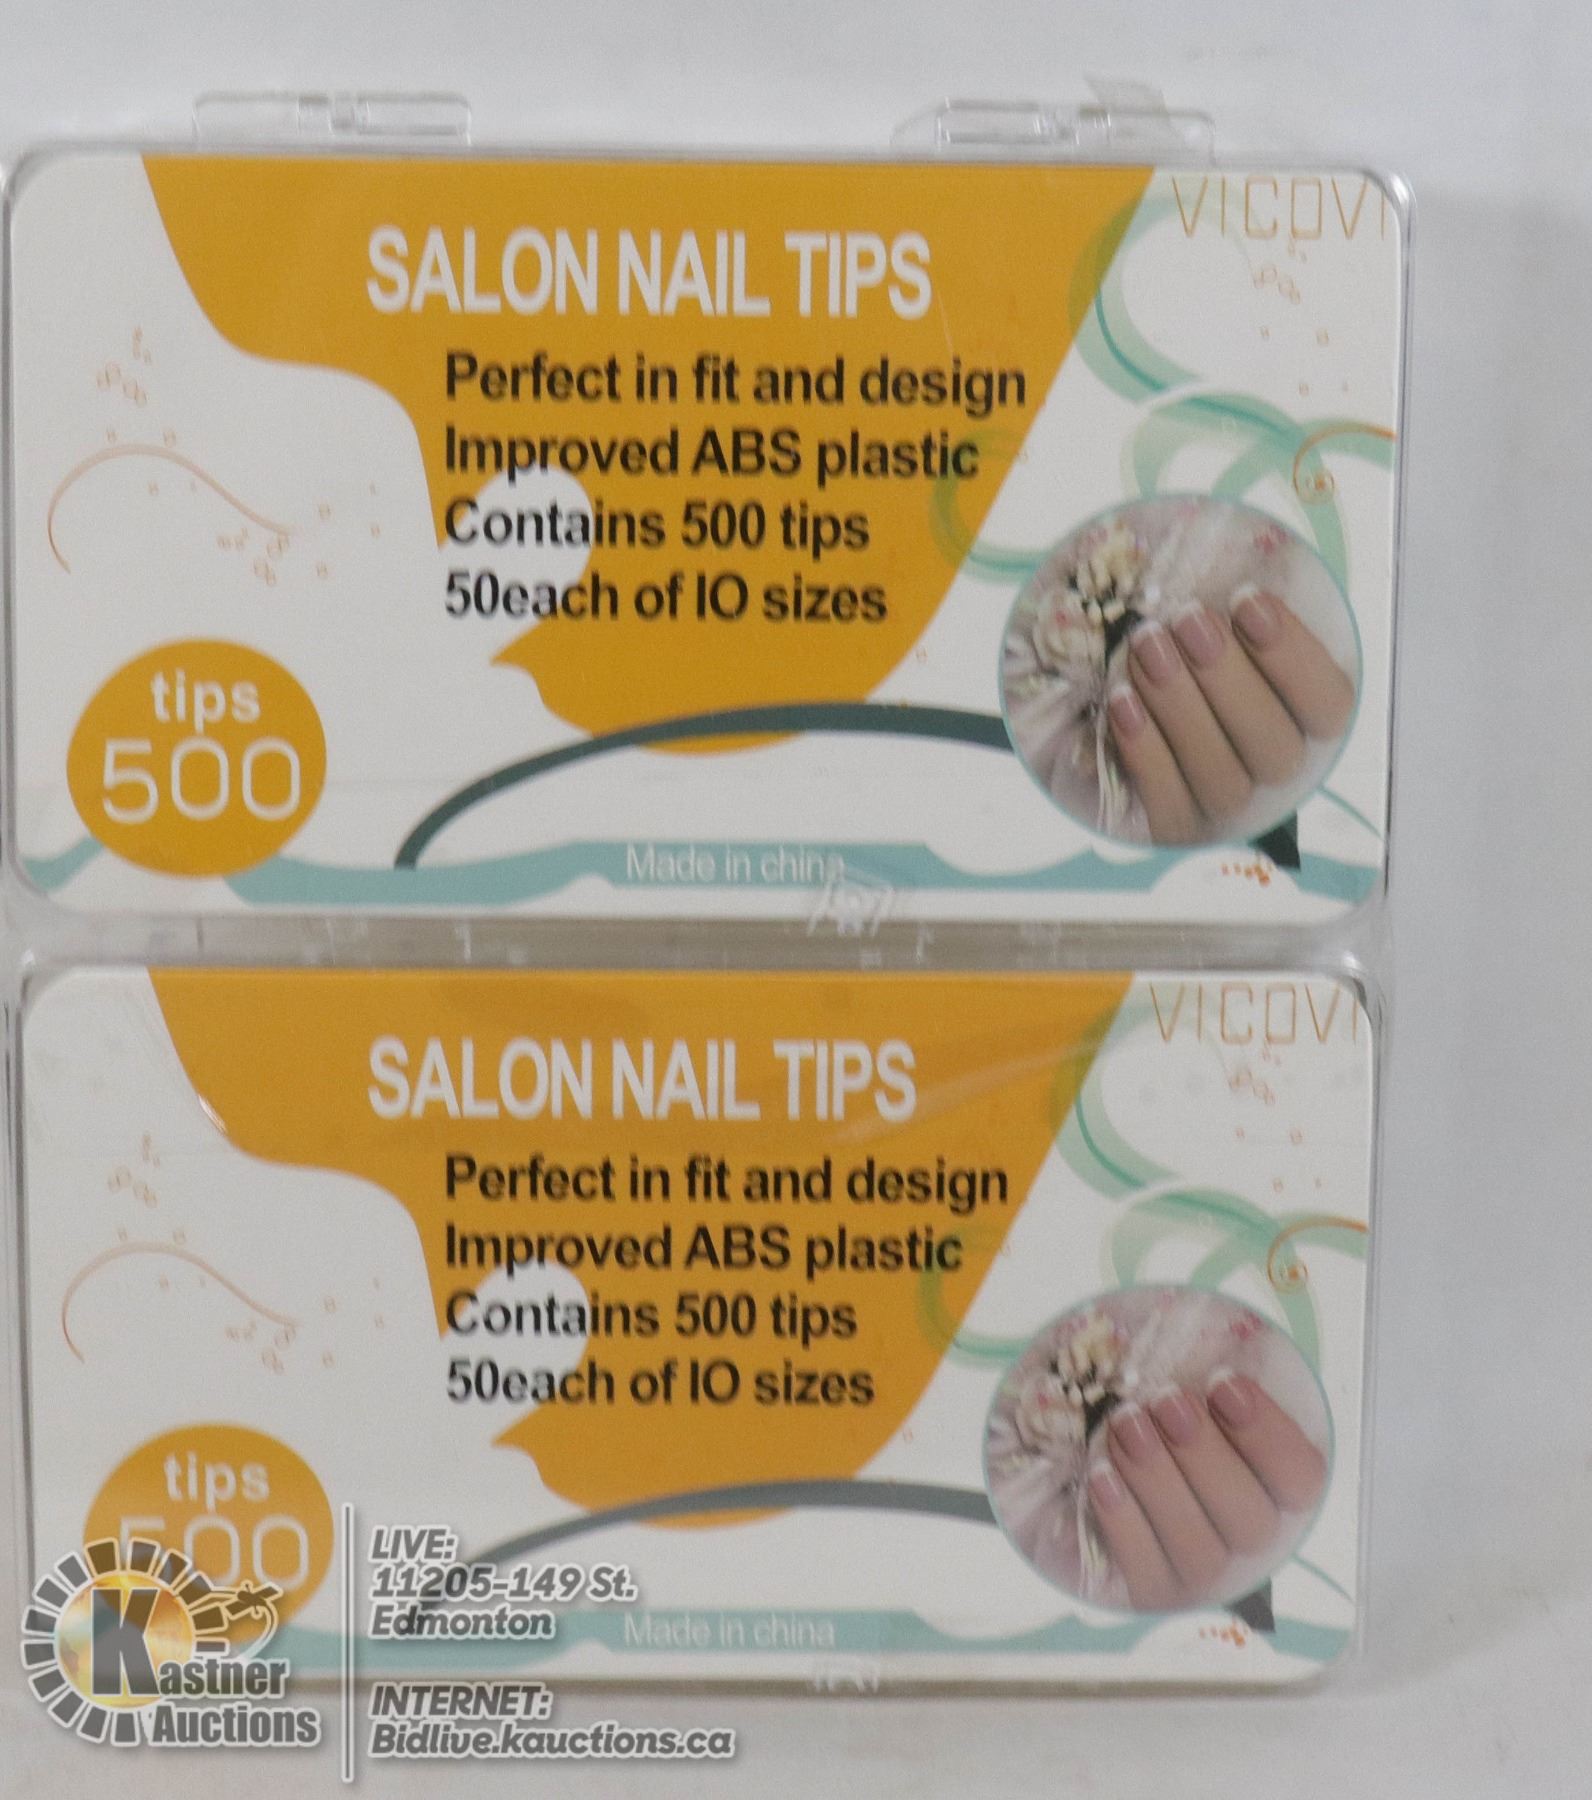 VICOVI
SALON NAIL TIPS
Perfect in fit and design
Improved ABS plastic
Contains 500 tips
50each of IO sizes
tips
500
Made in china
VICOVI
SALON NAIL TIPS
Perfect in fit and design
Improved ABS plastic
Contains 500 tips
50each of IO sizes
tips
500
Made in china
Kastner
Auctions
LIVE:
11205-149 St.
Edmonton
INTERNET:
Bidlive.kauctions.ca